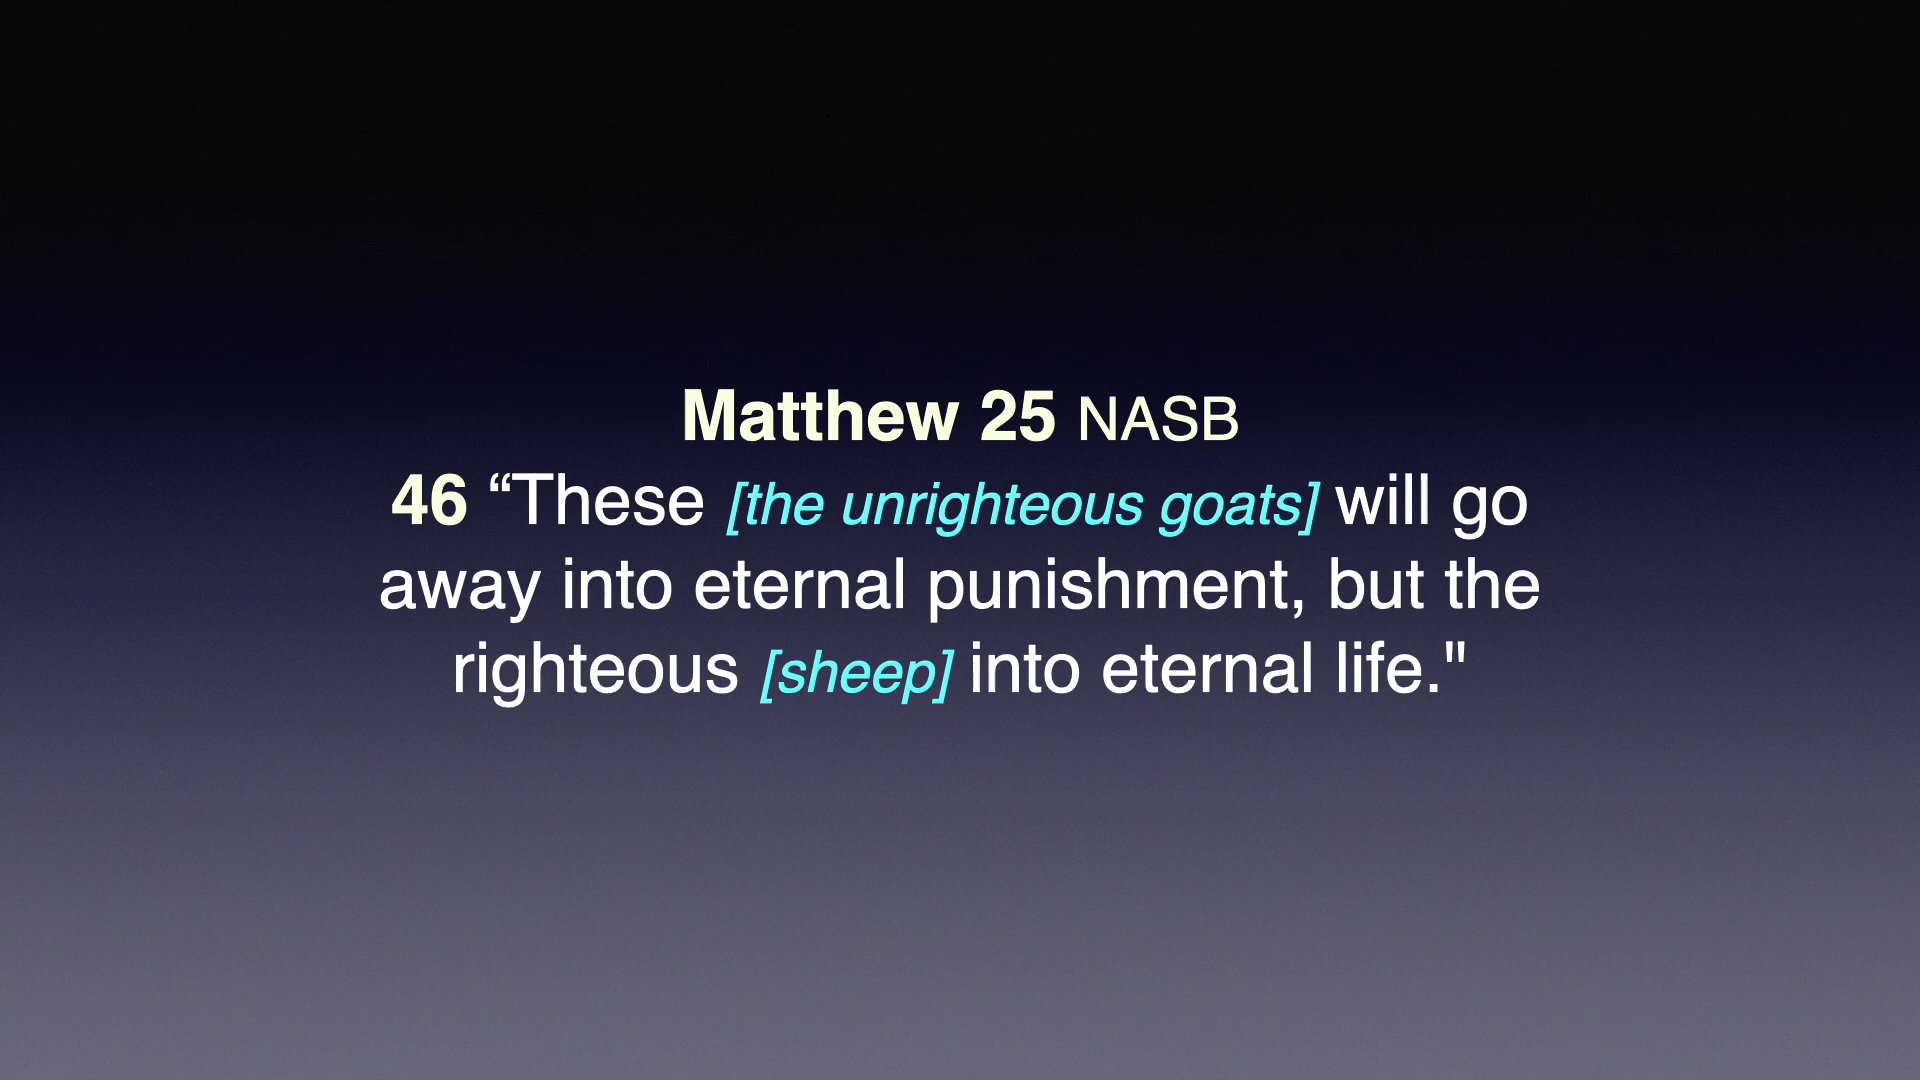 Matthew 25 NASB
46 “These [the unrighteous goats] will go
away into eternal punishment, but the
righteous [sheep] into eternal life."